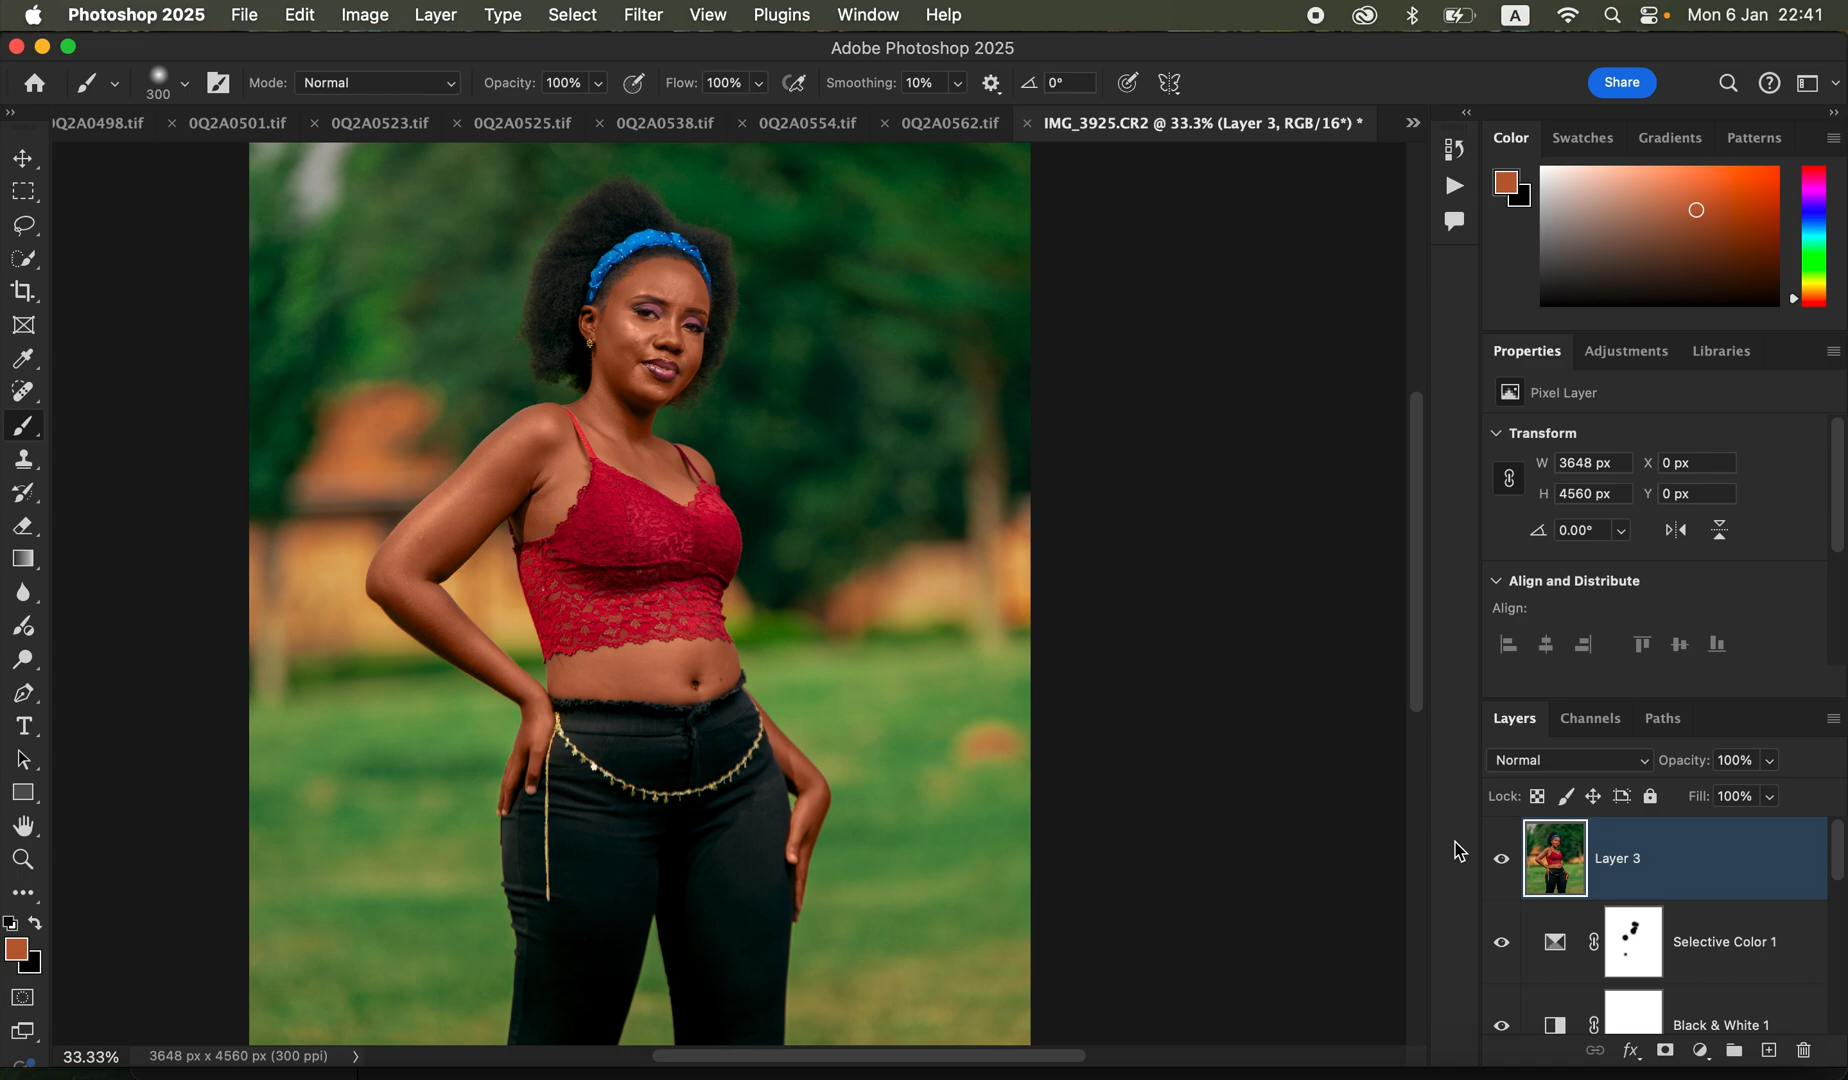 Photoshop 2025 File Edit Image Layer Type Select Filter View Plugins Window Help A Mon 6 Jan 22:41
Adobe Photoshop 2025
300 Mode: Normal Opacity: 100% Flow: 100% Smoothing: 10% 0° Share
0Q2A0498.tif × 0Q2A0501.tif × 0Q2A0523.tif × 0Q2A0525.tif × 0Q2A0538.tif × 0Q2A0554.tif × 0Q2A0562.tif × IMG_3925.CR2 @ 33.3% (Layer 3, RGB/16*) *
Color Swatches Gradients Patterns
Properties Adjustments Libraries
Pixel Layer
Transform
W 3648 px X 0 px
H 4560 px Y 0 px
0.00°
Align and Distribute
Align:
Layers Channels Paths
Normal Opacity: 100%
Lock: Fill: 100%
Layer 3
Selective Color 1
Black & White 1
fx
33.33% 3648 px x 4560 px (300 ppi)